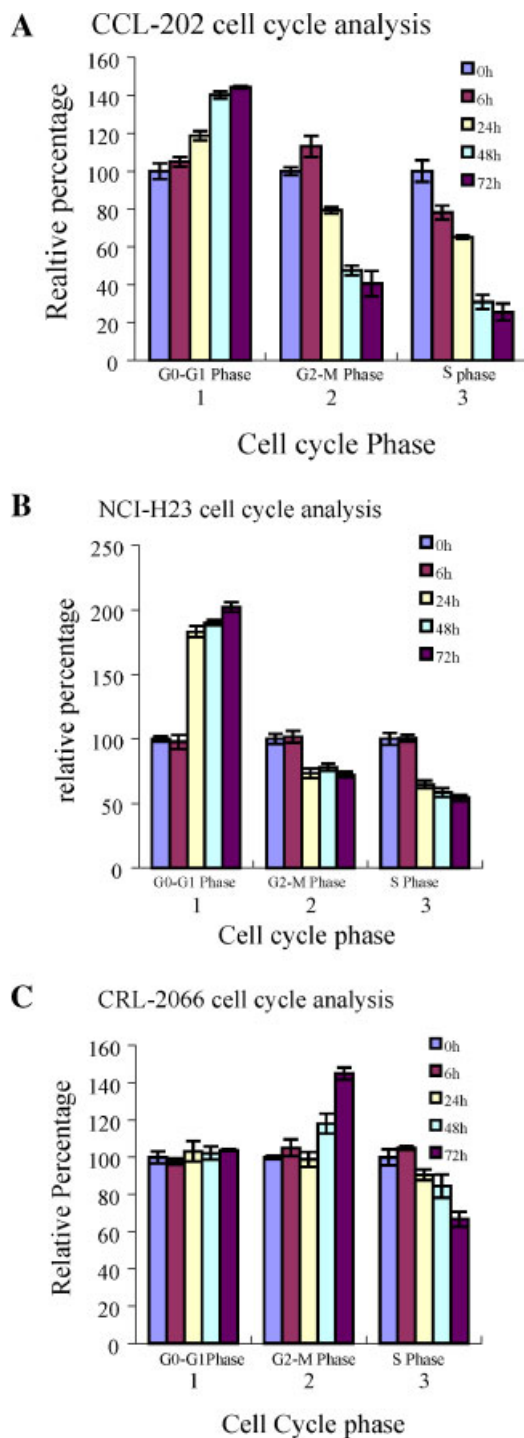 A
CCL-202 cell cycle analysis
160
140
120
100
80
60
40
20
0
Realtive percentage
0h
6h
24h
48h
72h
G0-G1 Phase
G2-M Phase
S phase
1
2
3
Cell cycle Phase
B
NCI-H23 cell cycle analysis
250
200
150
100
50
0
relative percentage
0h
6h
24h
48h
72h
G0-G1 Phase
G2-M Phase
S Phase
1
2
3
Cell cycle phase
C
CRL-2066 cell cycle analysis
160
140
120
100
80
60
40
20
0
Relative Percentage
0h
6h
24h
48h
72h
G0-G1Phase
G2-M Phase
S Phase
1
2
3
Cell Cycle phase